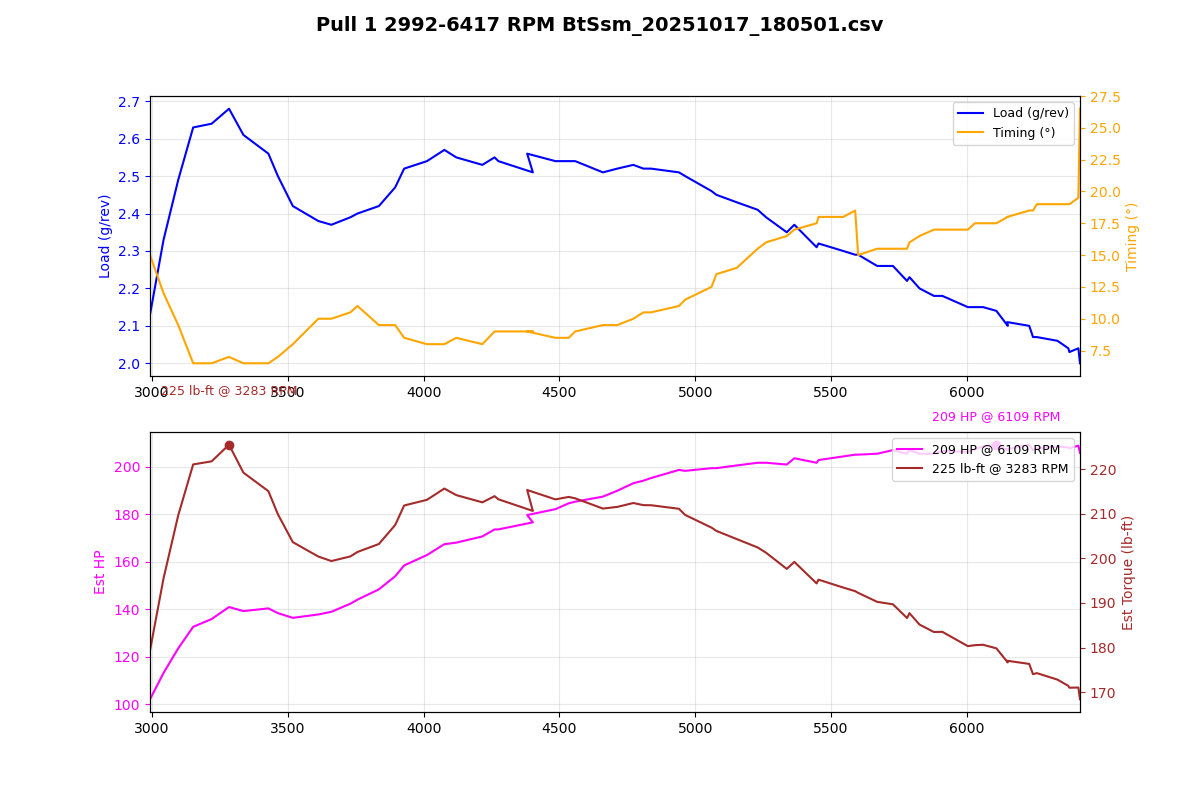 Pull 1 2992-6417 RPM BtSsm_20251017_180501.csv
2.7
2.6
2.5
2.4
2.3
2.2
2.1
2.0
Load (g/rev)
27.5
25.0
22.5
20.0
17.5
15.0
12.5
10.0
7.5
Timing (°)
Load (g/rev)
Timing (°)
3000 3500 4000 4500 5000 5500 6000
225 lb-ft @ 3283 RPM
209 HP @ 6109 RPM
200
180
160
140
120
100
Est HP
209 HP @ 6109 RPM
225 lb-ft @ 3283 RPM
220
210
200
190
180
170
Est Torque (lb-ft)
3000 3500 4000 4500 5000 5500 6000